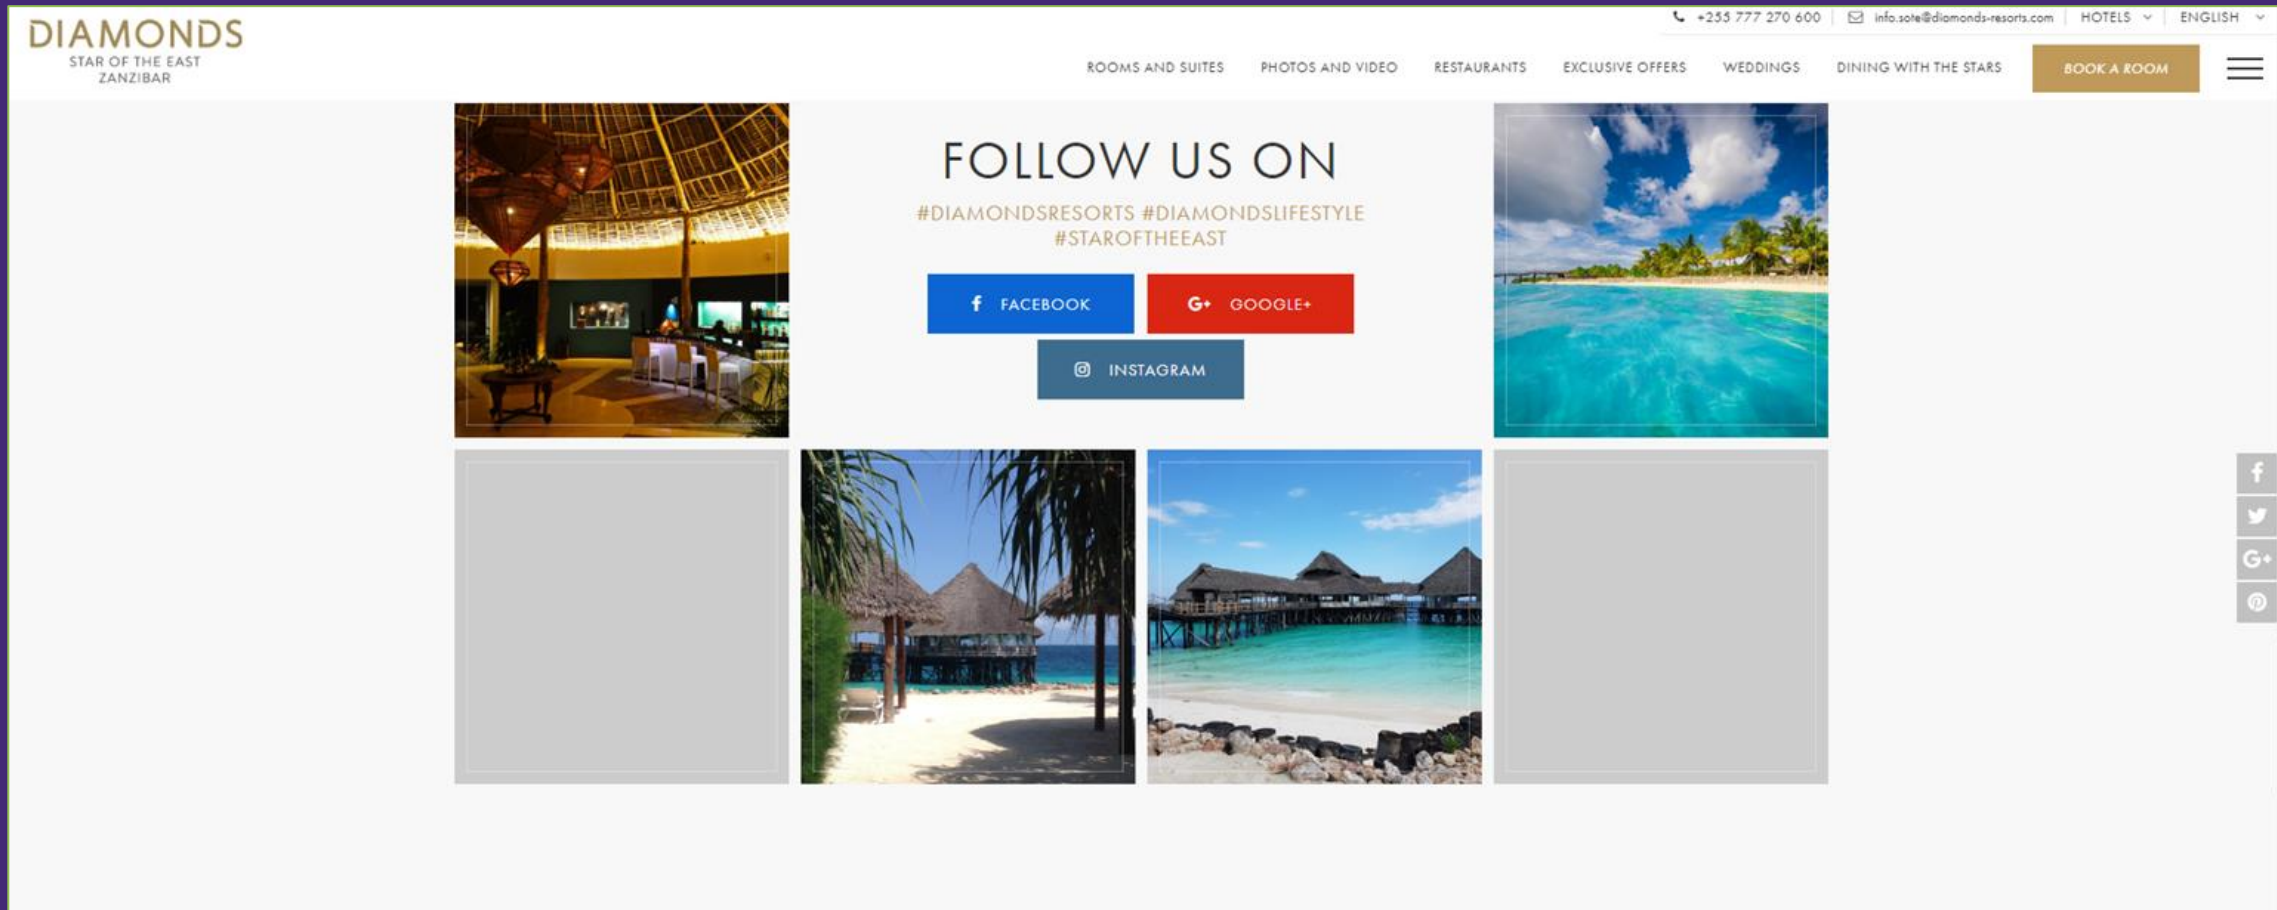 DIAMONDS
STAR OF THE EAST
ZANZIBAR
+255 777 270 600
info.sote@diamonds-resorts.com
HOTELS
ENGLISH
ROOMS AND SUITES
PHOTOS AND VIDEO
RESTAURANTS
EXCLUSIVE OFFERS
WEDDINGS
DINING WITH THE STARS
BOOK A ROOM
FOLLOW US ON
#DIAMONDSRESORTS #DIAMONDSLIFESTYLE
#STAROFTHEEAST
FACEBOOK
G+ GOOGLE+
INSTAGRAM
G+